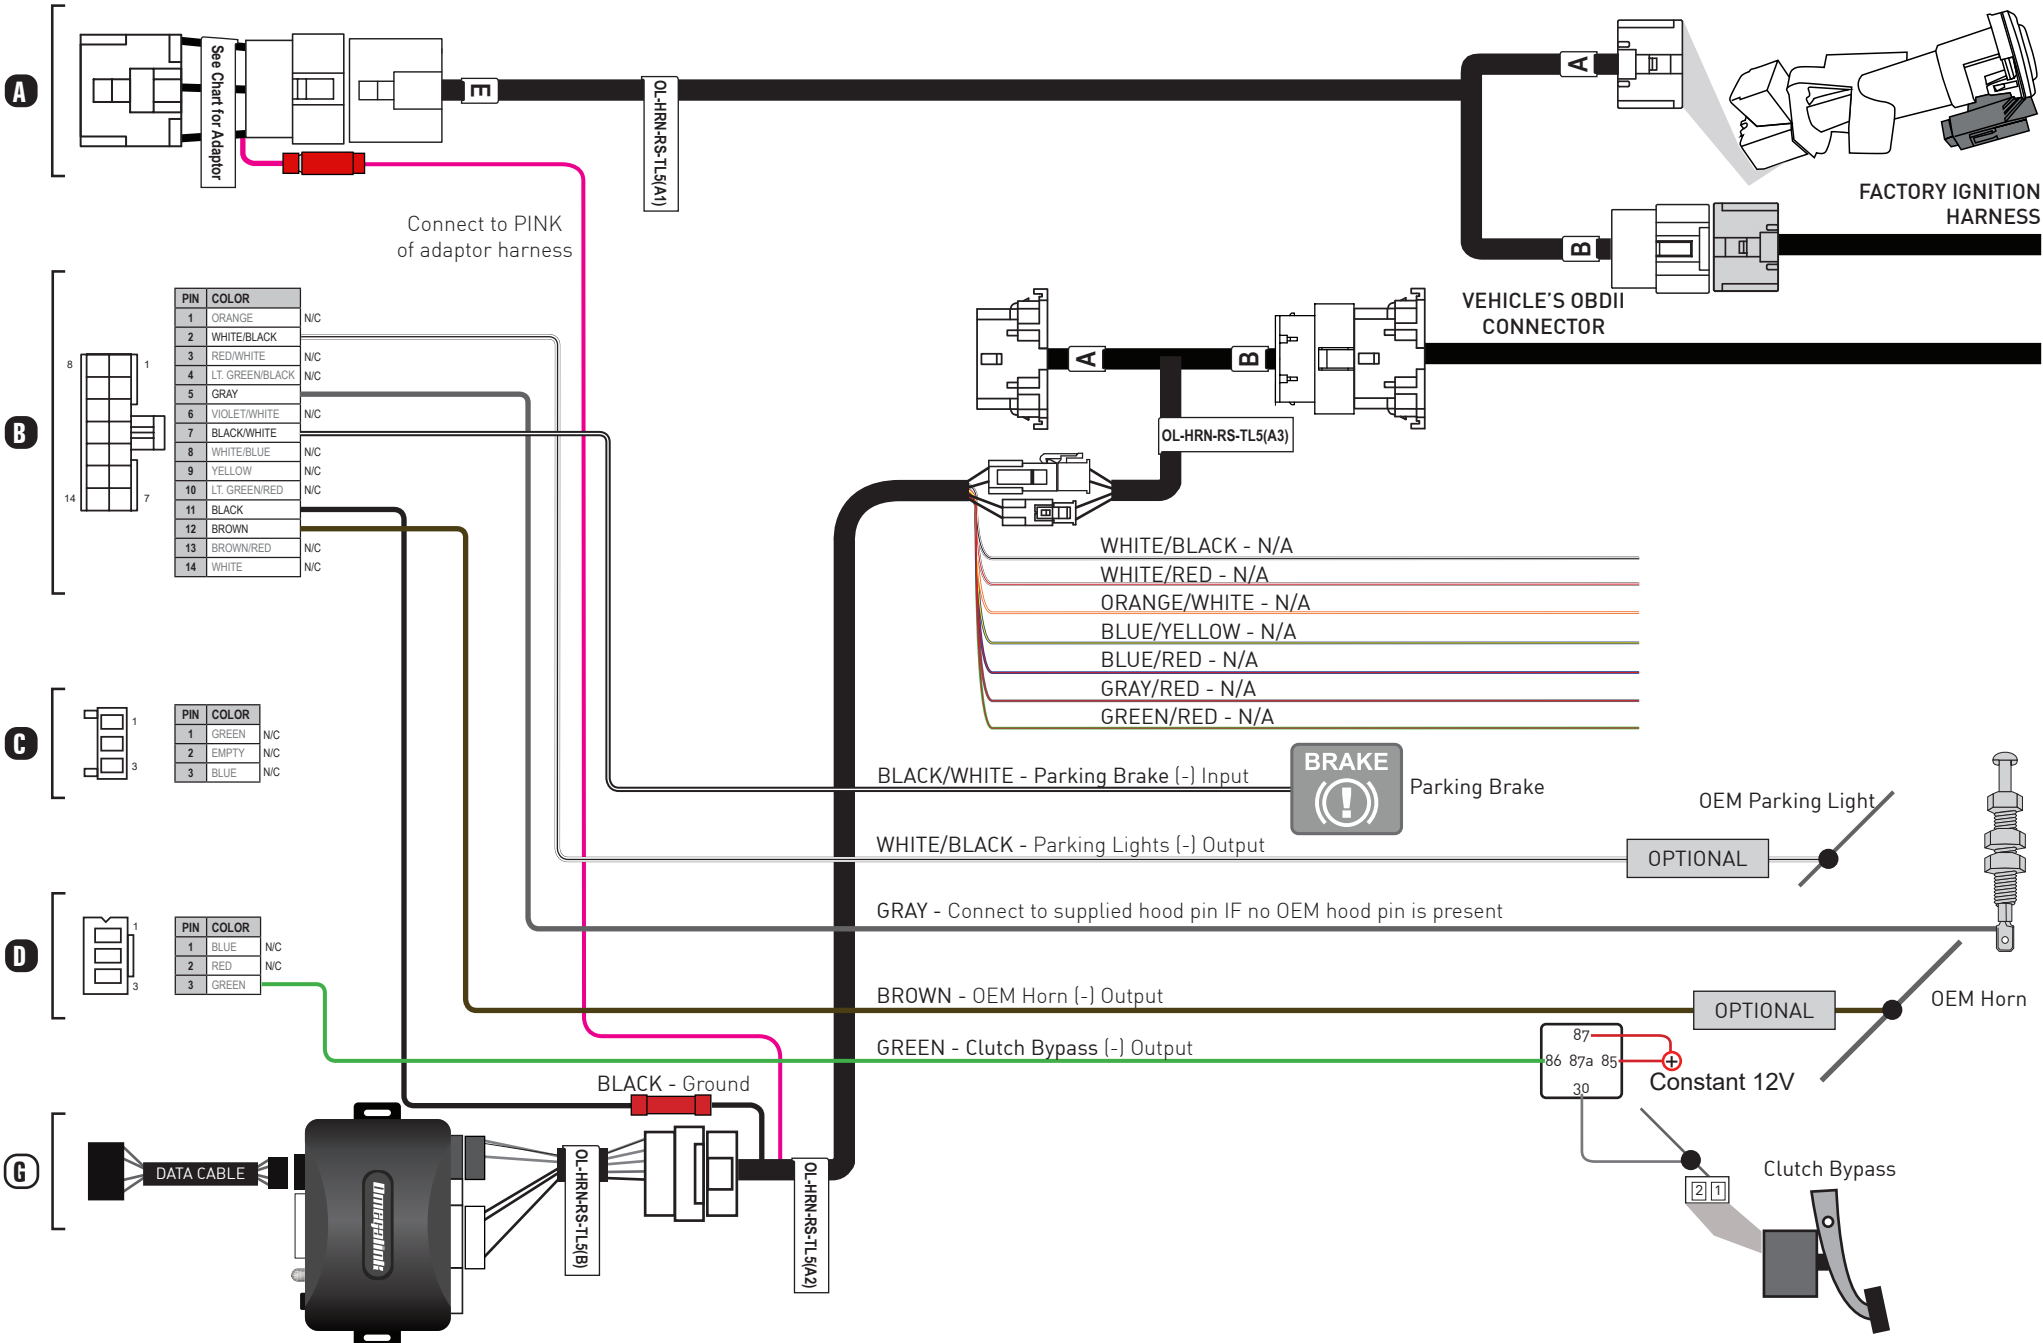 A
See Chart for Adaptor
E
OL-HRN-RS-TL5(A1)
A
FACTORY IGNITION
HARNESS
B
Connect to PINK
of adaptor harness
B
8 1
14 7
PIN COLOR
1 ORANGE N/C
2 WHITE/BLACK
3 RED/WHITE N/C
4 LT. GREEN/BLACK N/C
5 GRAY
6 VIOLET/WHITE N/C
7 BLACK/WHITE
8 WHITE/BLUE N/C
9 YELLOW N/C
10 LT. GREEN/RED N/C
11 BLACK
12 BROWN
13 BROWN/RED N/C
14 WHITE N/C
VEHICLE'S OBDII
CONNECTOR
A
B
OL-HRN-RS-TL5(A3)
WHITE/BLACK - N/A
WHITE/RED - N/A
ORANGE/WHITE - N/A
BLUE/YELLOW - N/A
BLUE/RED - N/A
GRAY/RED - N/A
GREEN/RED - N/A
C
1
3
PIN COLOR
1 GREEN N/C
2 EMPTY N/C
3 BLUE N/C
BLACK/WHITE - Parking Brake (-) Input
BRAKE
Parking Brake
OEM Parking Light
WHITE/BLACK - Parking Lights (-) Output
OPTIONAL
D
1
3
PIN COLOR
1 BLUE N/C
2 RED N/C
3 GREEN
GRAY - Connect to supplied hood pin IF no OEM hood pin is present
BROWN - OEM Horn (-) Output
OPTIONAL
OEM Horn
GREEN - Clutch Bypass (-) Output
87
86 87a 85
30
Constant 12V
BLACK - Ground
G
DATA CABLE
Omegalink
OL-HRN-RS-TL5(B)
OL-HRN-RS-TL5(A2)
2 1
Clutch Bypass